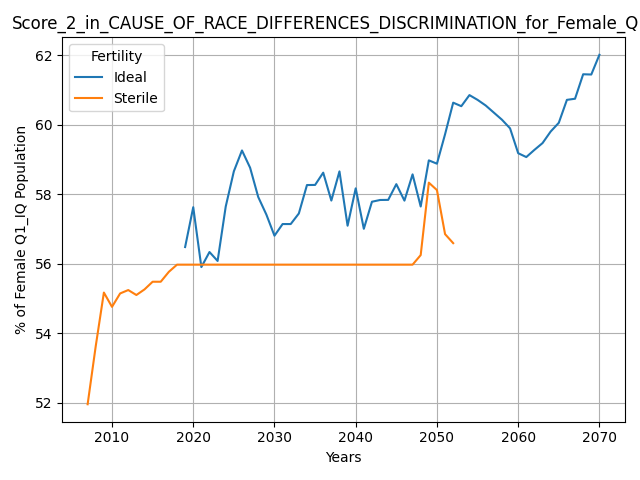 Score_2_in_CAUSE_OF_RACE_DIFFERENCES_DISCRIMINATION_for_Female_Q
Fertility
Ideal
Sterile
% of Female Q1_IQ Population
62
60
58
56
54
52
2010 2020 2030 2040 2050 2060 2070
Years